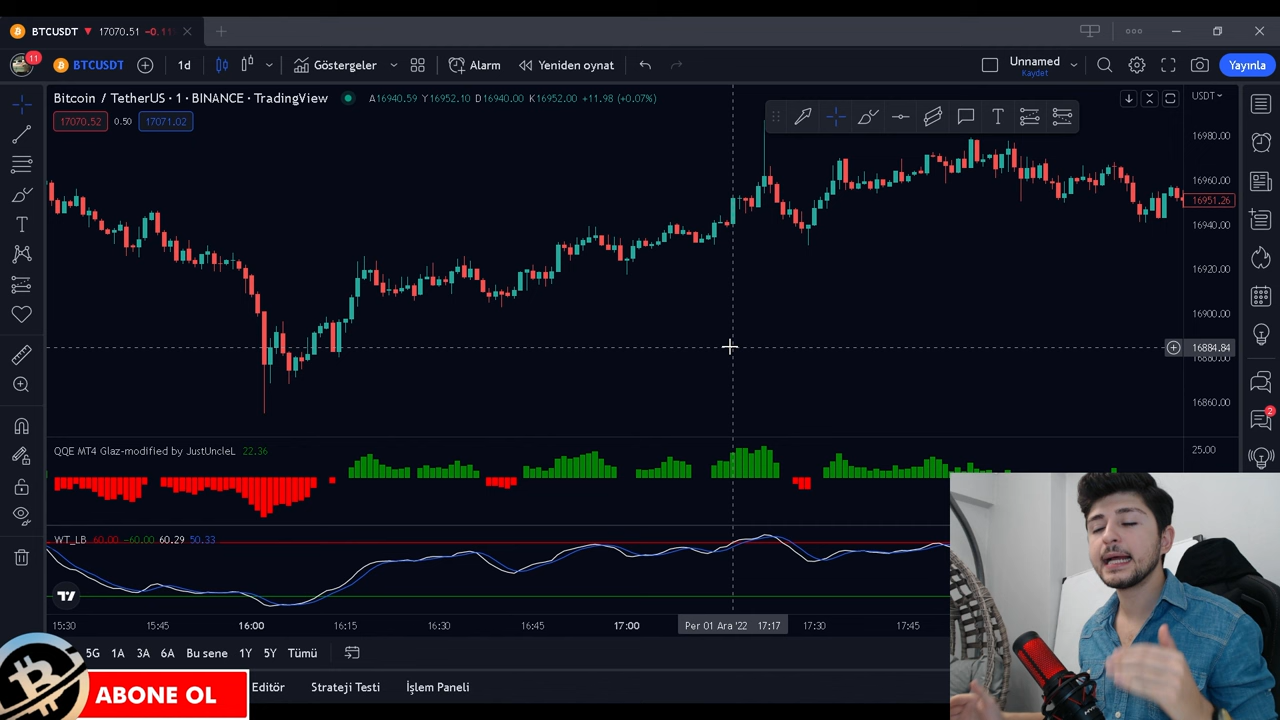 BTCUSDT 17070.51 -0.11
11 BTCUSDT 1d Göstergeler Alarm Yeniden oynat Unnamed Kaydet Yayınla
Bitcoin / TetherUS · 1 · BINANCE · TradingView A16940.59 Y16952.10 D16940.00 K16952.00 +11.98 (+0.07%) USDT
17070.52 0.50 17071.02
T
T
16980.00
16960.00
16951.26
16940.00
16920.00
16900.00
16884.84
16880.00
16860.00
2
QQE MT4 Glaz-modified by JustUncleL 22.36 25.00
WT_LB 60.00 -60.00 60.29 50.33
15:30 15:45 16:00 16:15 16:30 16:45 17:00 Per 01 Ara '22 17:17 17:30 17:45
5G 1A 3A 6A Bu sene 1Y 5Y Tümü
ABONE OL Editör Strateji Testi İşlem Paneli